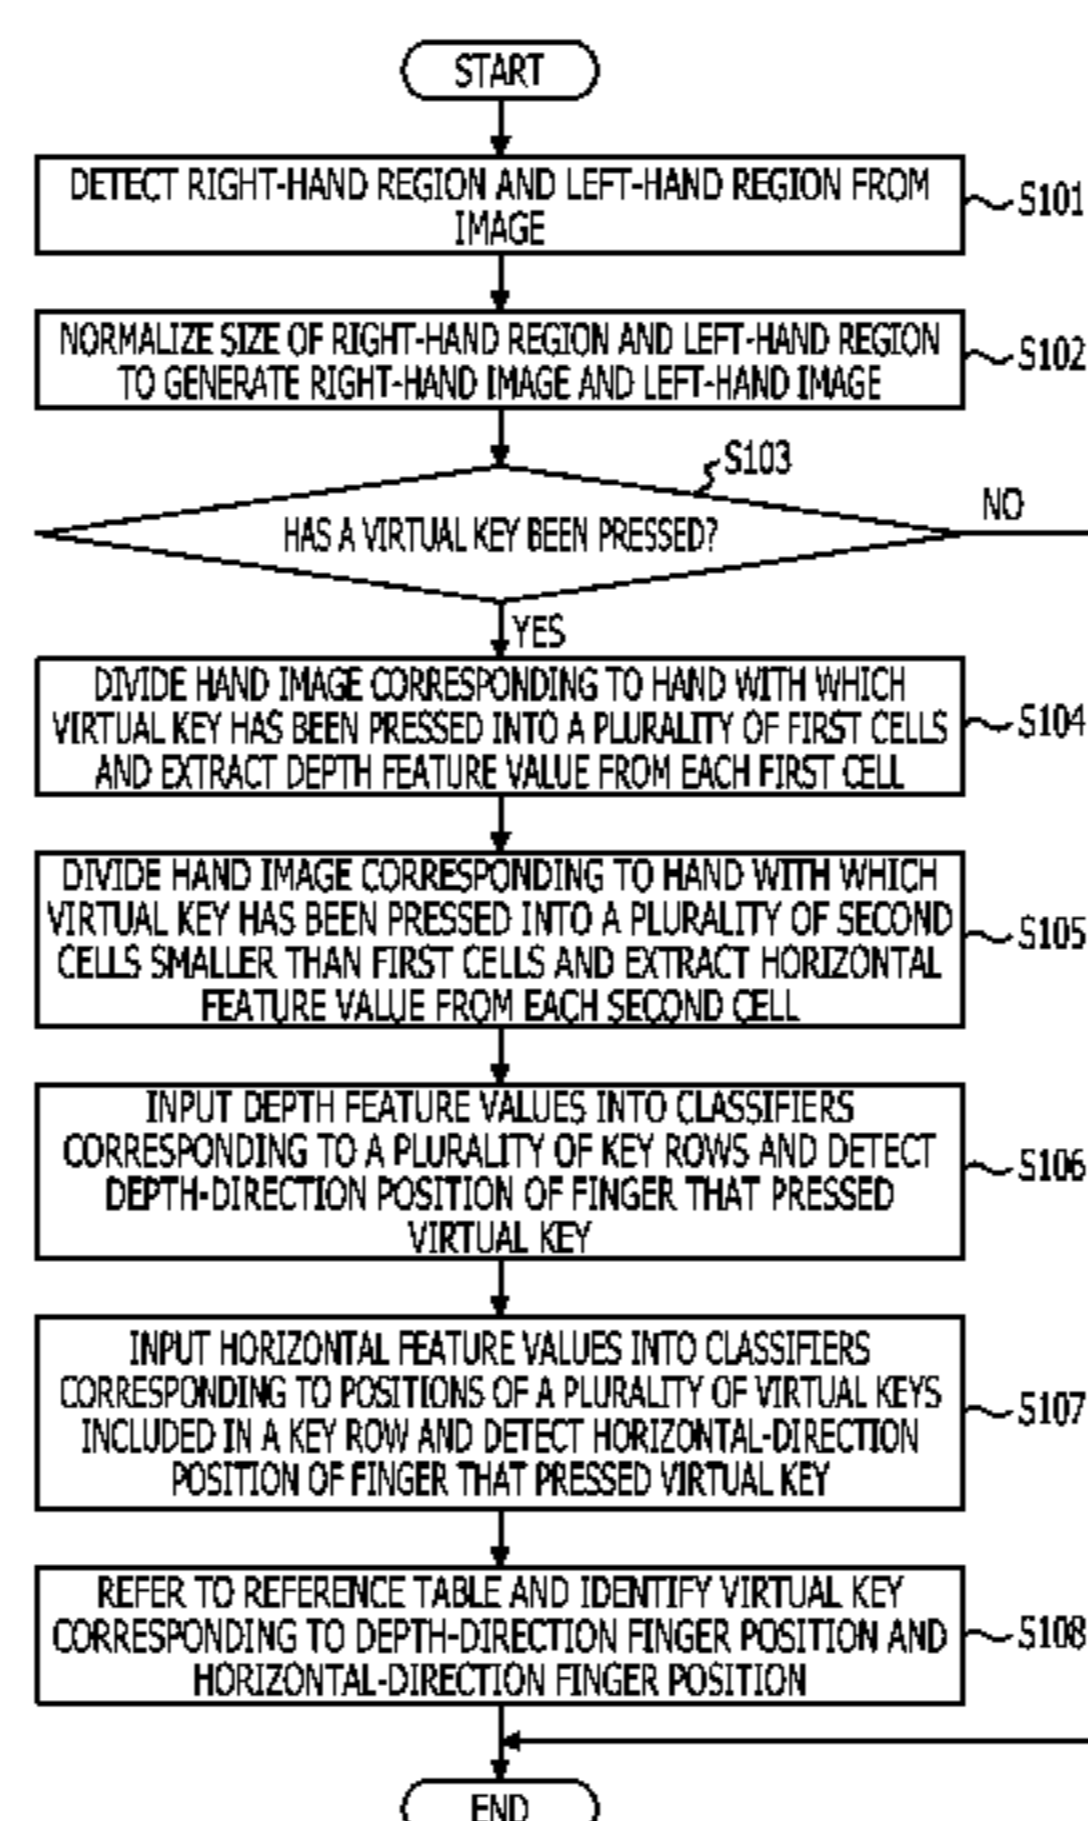 START
DETECT RIGHT-HAND REGION AND LEFT-HAND REGION FROM
IMAGE
S101
NORMALIZE SIZE OF RIGHT-HAND REGION AND LEFT-HAND REGION
TO GENERATE RIGHT-HAND IMAGE AND LEFT-HAND IMAGE
S102
S103
HAS A VIRTUAL KEY BEEN PRESSED?
NO
YES
DIVIDE HAND IMAGE CORRESPONDING TO HAND WITH WHICH
VIRTUAL KEY HAS BEEN PRESSED INTO A PLURALITY OF FIRST CELLS
AND EXTRACT DEPTH FEATURE VALUE FROM EACH FIRST CELL
S104
DIVIDE HAND IMAGE CORRESPONDING TO HAND WITH WHICH
VIRTUAL KEY HAS BEEN PRESSED INTO A PLURALITY OF SECOND
CELLS SMALLER THAN FIRST CELLS AND EXTRACT HORIZONTAL
FEATURE VALUE FROM EACH SECOND CELL
S105
INPUT DEPTH FEATURE VALUES INTO CLASSIFIERS
CORRESPONDING TO A PLURALITY OF KEY ROWS AND DETECT
DEPTH-DIRECTION POSITION OF FINGER THAT PRESSED
VIRTUAL KEY
S106
INPUT HORIZONTAL FEATURE VALUES INTO CLASSIFIERS
CORRESPONDING TO POSITIONS OF A PLURALITY OF VIRTUAL KEYS
INCLUDED IN A KEY ROW AND DETECT HORIZONTAL-DIRECTION
POSITION OF FINGER THAT PRESSED VIRTUAL KEY
S107
REFER TO REFERENCE TABLE AND IDENTIFY VIRTUAL KEY
CORRESPONDING TO DEPTH-DIRECTION FINGER POSITION AND
HORIZONTAL-DIRECTION FINGER POSITION
S108
END